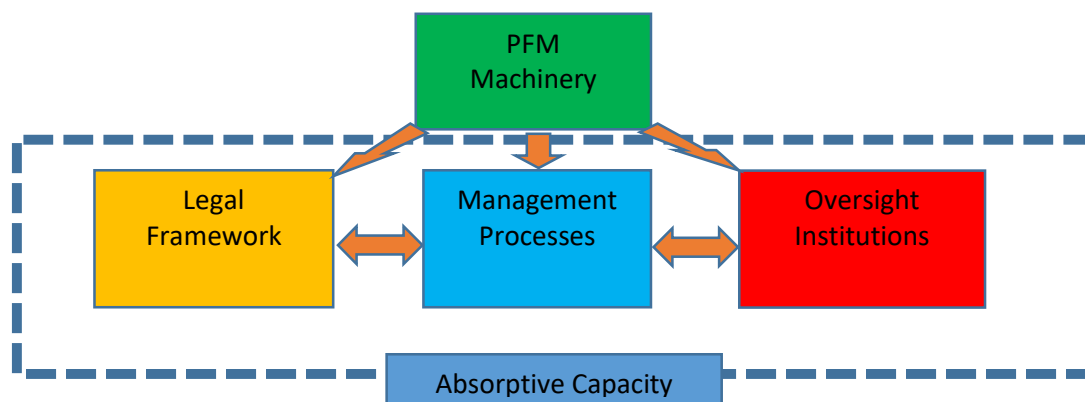 PFM
Machinery
Legal
Framework
Management
Processes
Oversight
Institutions
Absorptive Capacity